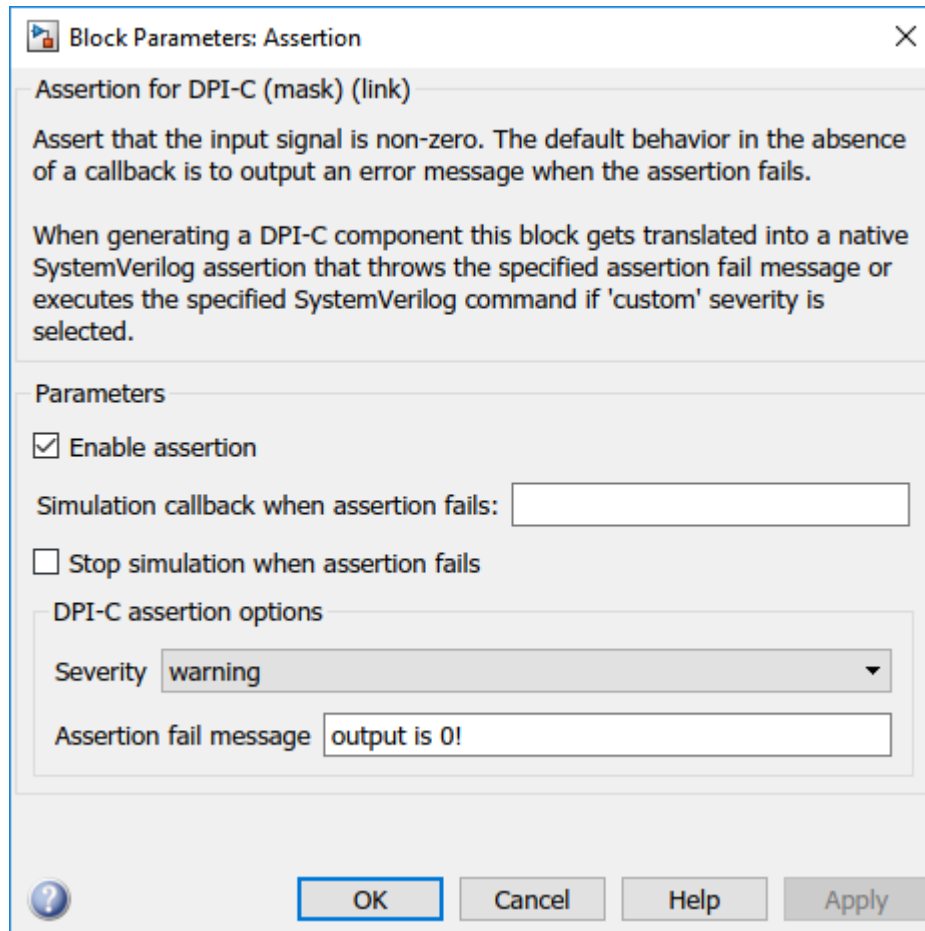 Block Parameters: Assertion
Assertion for DPI-C (mask) (link)
Assert that the input signal is non-zero. The default behavior in the absence
of a callback is to output an error message when the assertion fails.
When generating a DPI-C component this block gets translated into a native
SystemVerilog assertion that throws the specified assertion fail message or
executes the specified SystemVerilog command if 'custom' severity is
selected.
Parameters
Enable assertion
Simulation callback when assertion fails:
Stop simulation when assertion fails
DPI-C assertion options
Severity warning
Assertion fail message output is 0!
OK Cancel Help Apply